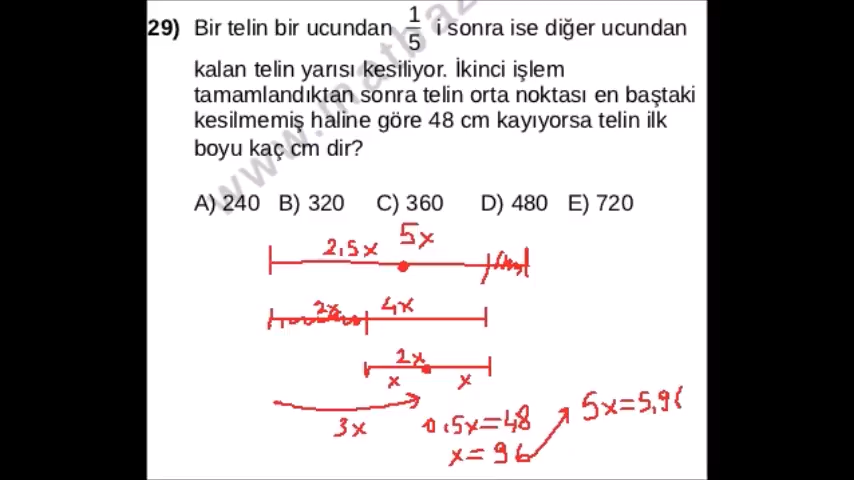 29) Bir telin bir ucundan 1/5 i sonra ise diğer ucundan
kalan telin yarısı kesiliyor. İkinci işlem
tamamlandıktan sonra telin orta noktası en baştaki
kesilmemiş haline göre 48 cm kayıyorsa telin ilk
boyu kaç cm dir?
A) 240 B) 320 C) 360 D) 480 E) 720
5x
2,5x
2x 4x
2x
x x
3x
0,5x=48
x=96
5x=5.96